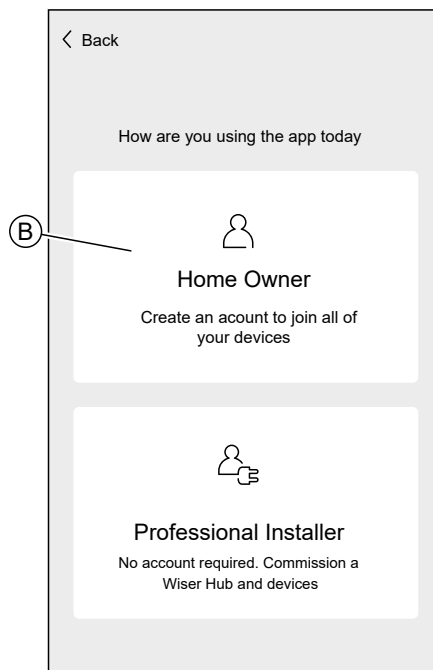 Back
How are you using the app today
B
Home Owner
Create an acount to join all of
your devices
Professional Installer
No account required. Commission a
Wiser Hub and devices